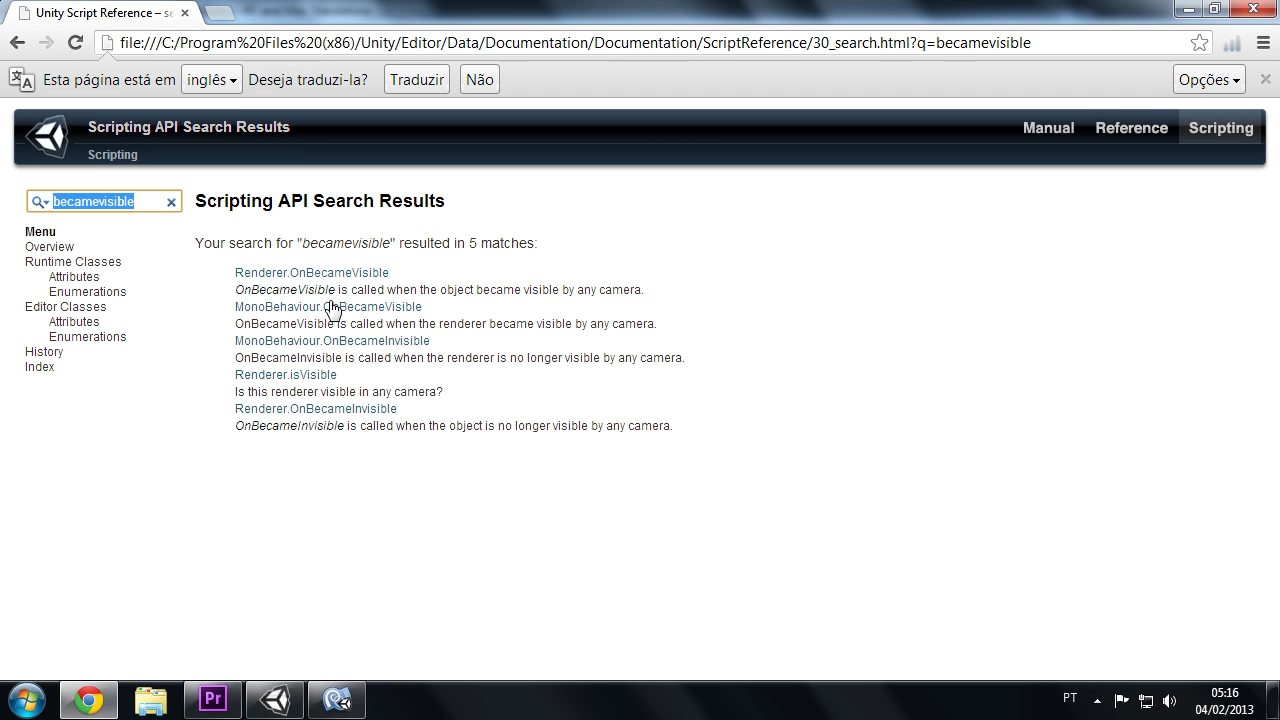 Unity Script Reference – se
file:///C:/Program%20Files%20(x86)/Unity/Editor/Data/Documentation/Documentation/ScriptReference/30_search.html?q=becamevisible
Esta página está em inglês Deseja traduzi-la? Traduzir Não Opções
Scripting API Search Results
Manual Reference Scripting
Scripting
becamevisible
Menu
Overview
Runtime Classes
Attributes
Enumerations
Editor Classes
Attributes
Enumerations
History
Index
Scripting API Search Results
Your search for "becamevisible" resulted in 5 matches:
Renderer.OnBecameVisible
OnBecameVisible is called when the object became visible by any camera.
MonoBehaviour.OnBecameVisible
OnBecameVisible is called when the renderer became visible by any camera.
MonoBehaviour.OnBecameInvisible
OnBecameInvisible is called when the renderer is no longer visible by any camera.
Renderer.isVisible
Is this renderer visible in any camera?
Renderer.OnBecameInvisible
OnBecameInvisible is called when the object is no longer visible by any camera.
Pr
PT
05:16
04/02/2013